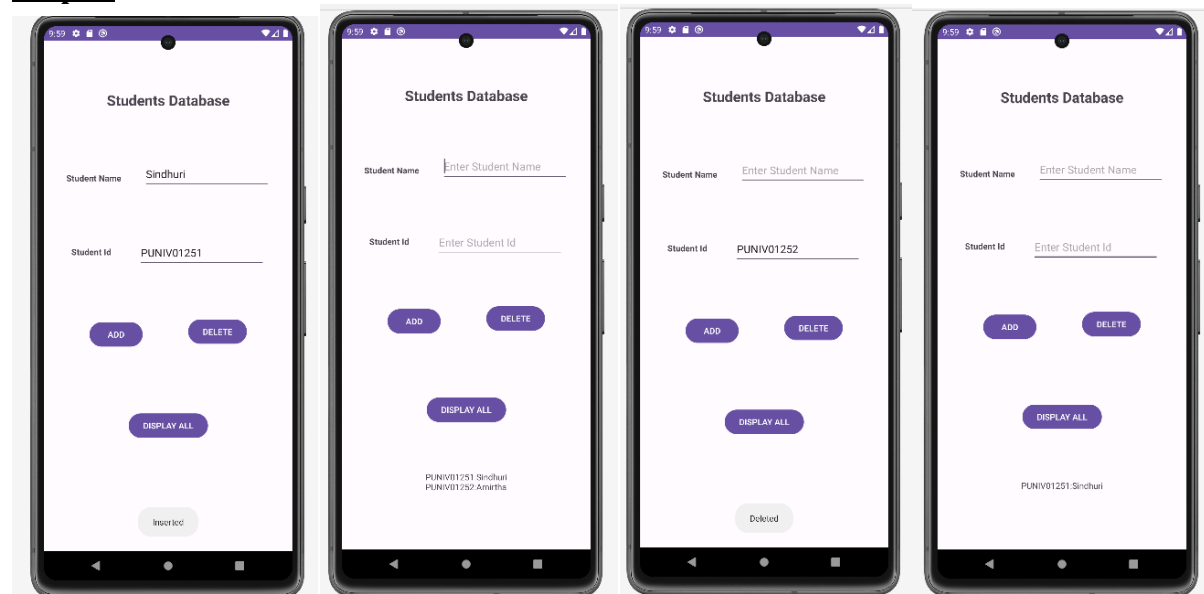 9:59
Students Database
Student Name Sindhuri
Student Id PUNIV01251
ADD DELETE
DISPLAY ALL
Inserted
9:59
Students Database
Student Name Enter Student Name
Student Id Enter Student Id
ADD DELETE
DISPLAY ALL
PUNIV01251:Sindhuri
PUNIV01252:Amirtha
9:59
Students Database
Student Name Enter Student Name
Student Id PUNIV01252
ADD DELETE
DISPLAY ALL
Deleted
9:59
Students Database
Student Name Enter Student Name
Student Id Enter Student Id
ADD DELETE
DISPLAY ALL
PUNIV01251:Sindhuri